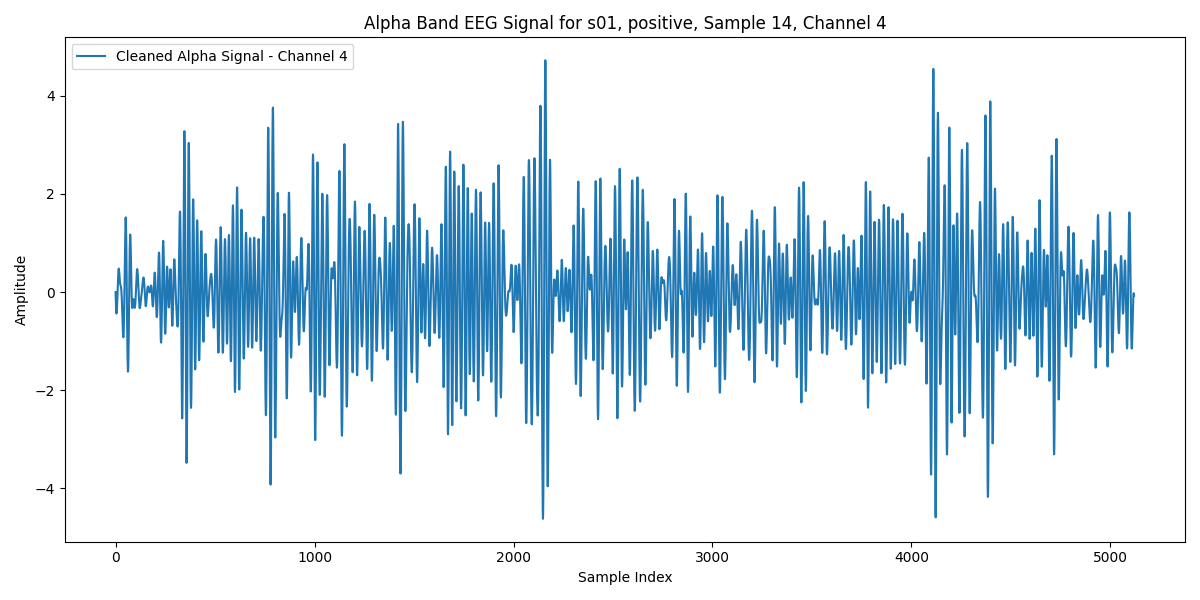 Alpha Band EEG Signal for s01, positive, Sample 14, Channel 4
Cleaned Alpha Signal - Channel 4
Amplitude
4
2
0
−2
−4
0 1000 2000 3000 4000 5000
Sample Index